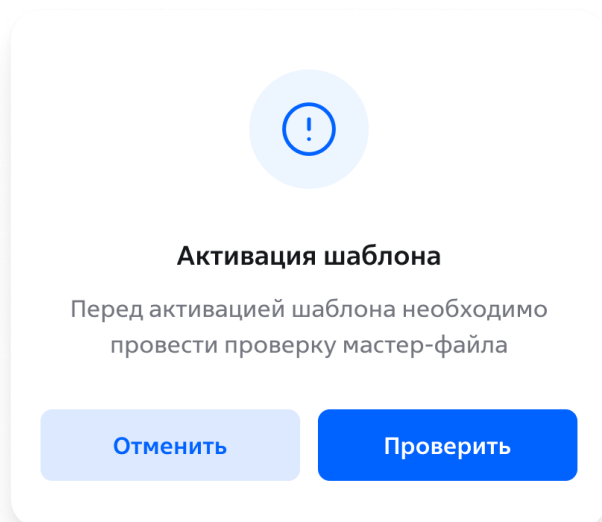 Активация шаблона
Перед активацией шаблона необходимо
провести проверку мастер-файла
Отменить
Проверить